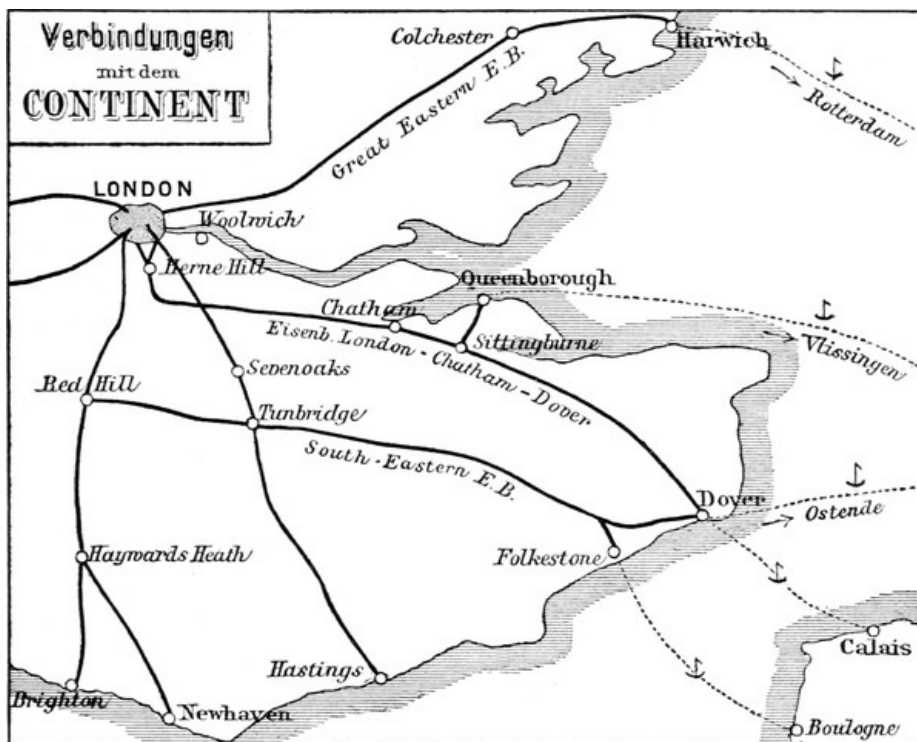 Verbindungen
mit dem
CONTINENT
Colchester
Harwich
Great Eastern E.B.
Rotterdam
LONDON
Woolwich
Herne Hill
Queenborough
Chatham
Eisenb. London-Chatham-Dover
Sittingburne
Vlissingen
Red Hill
Sevenoaks
Tunbridge
South-Eastern E.B.
Dover
Ostende
Haywards Heath
Folkestone
Calais
Hastings
Brighton
Newhaven
Boulogne